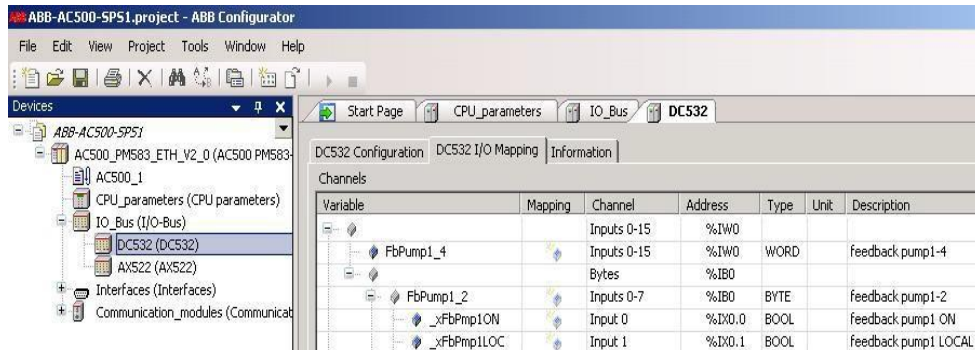 ABB-AC500-SPS1.project - ABB Configurator
File Edit View Project Tools Window Help
Devices
Start Page CPU_parameters IO_Bus DC532
ABB-AC500-SPS1
DC532 Configuration DC532 I/O Mapping Information
AC500_PM583_ETH_V2_0 (AC500 PM583-
AC500_1
Channels
CPU_parameters (CPU parameters)
Variable Mapping Channel Address Type Unit Description
IO_Bus (I/O-Bus)
Inputs 0-15 %IW0
DC532 (DC532)
FbPump1_4 Inputs 0-15 %IW0 WORD feedback pump1-4
AX522 (AX522)
Bytes %IB0
Interfaces (Interfaces)
FbPump1_2 Inputs 0-7 %IB0 BYTE feedback pump1-2
Communication_modules (Communicat
_xFbPmp1ON Input 0 %IX0.0 BOOL feedback pump1 ON
_xFbPmp1LOC Input 1 %IX0.1 BOOL feedback pump1 LOCAL